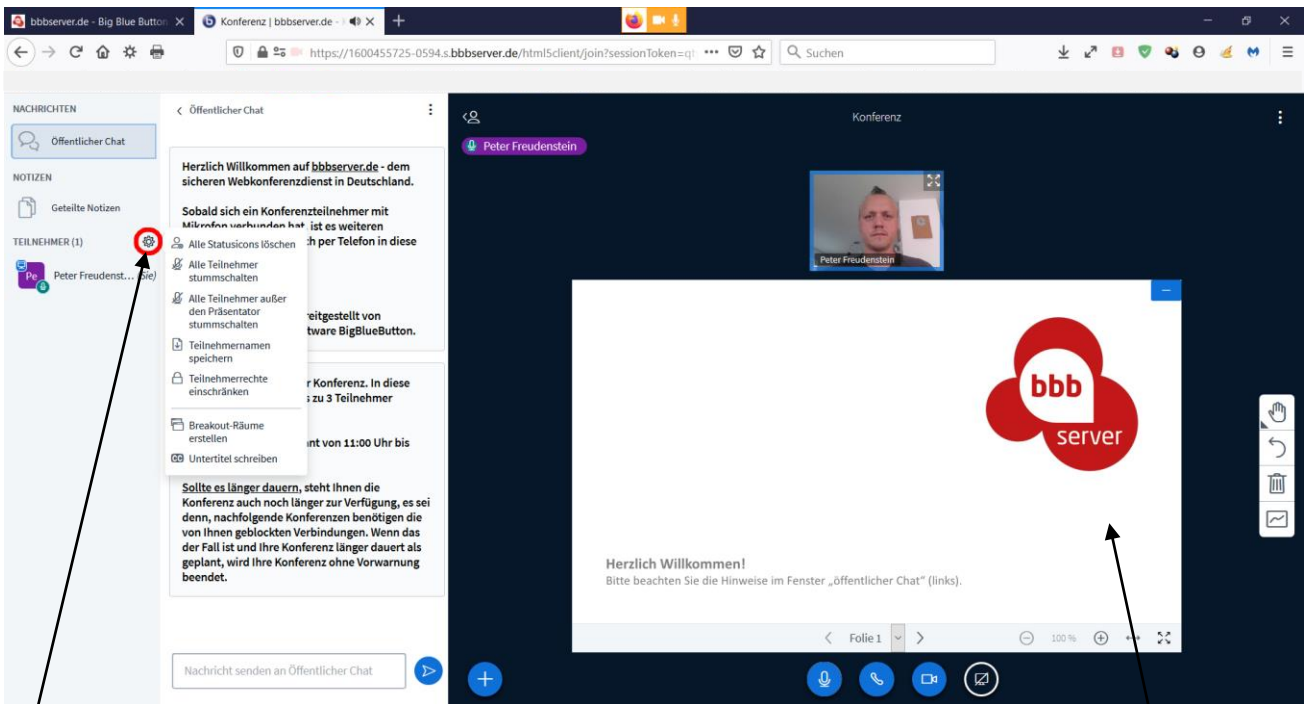 bbbserver.de - Big Blue Button
Konferenz | bbbserver.de -
https://1600455725-0594.s.bbbserver.de/html5client/join?sessionToken=q
Suchen
NACHRICHTEN
Öffentlicher Chat
NOTIZEN
Geteilte Notizen
TEILNEHMER (1)
Pe
Peter Freudenst... (Sie)
Öffentlicher Chat
Herzlich Willkommen auf bbbserver.de - dem
sicheren Webkonferenzdienst in Deutschland.
Sobald sich ein Konferenzteilnehmer mit
Mikrofon verbunden hat, ist es weiteren
h per Telefon in diese
reitgestellt von
tware BigBlueButton.
Alle Statusicons löschen
Alle Teilnehmer
stummschalten
Alle Teilnehmer außer
den Präsentator
stummschalten
Teilnehmernamen
speichern
Teilnehmerrechte
einschränken
Breakout-Räume
erstellen
Untertitel schreiben
r Konferenz. In diese
zu 3 Teilnehmer
nt von 11:00 Uhr bis
Sollte es länger dauern, steht Ihnen die
Konferenz auch noch länger zur Verfügung, es sei
denn, nachfolgende Konferenzen benötigen die
von Ihnen geblockten Verbindungen. Wenn das
der Fall ist und Ihre Konferenz länger dauert als
geplant, wird Ihre Konferenz ohne Vorwarnung
beendet.
Nachricht senden an Öffentlicher Chat
Konferenz
Peter Freudenstein
Peter Freudenstein
bbb
server
Herzlich Willkommen!
Bitte beachten Sie die Hinweise im Fenster „öffentlicher Chat“ (links).
Folie 1
100 %